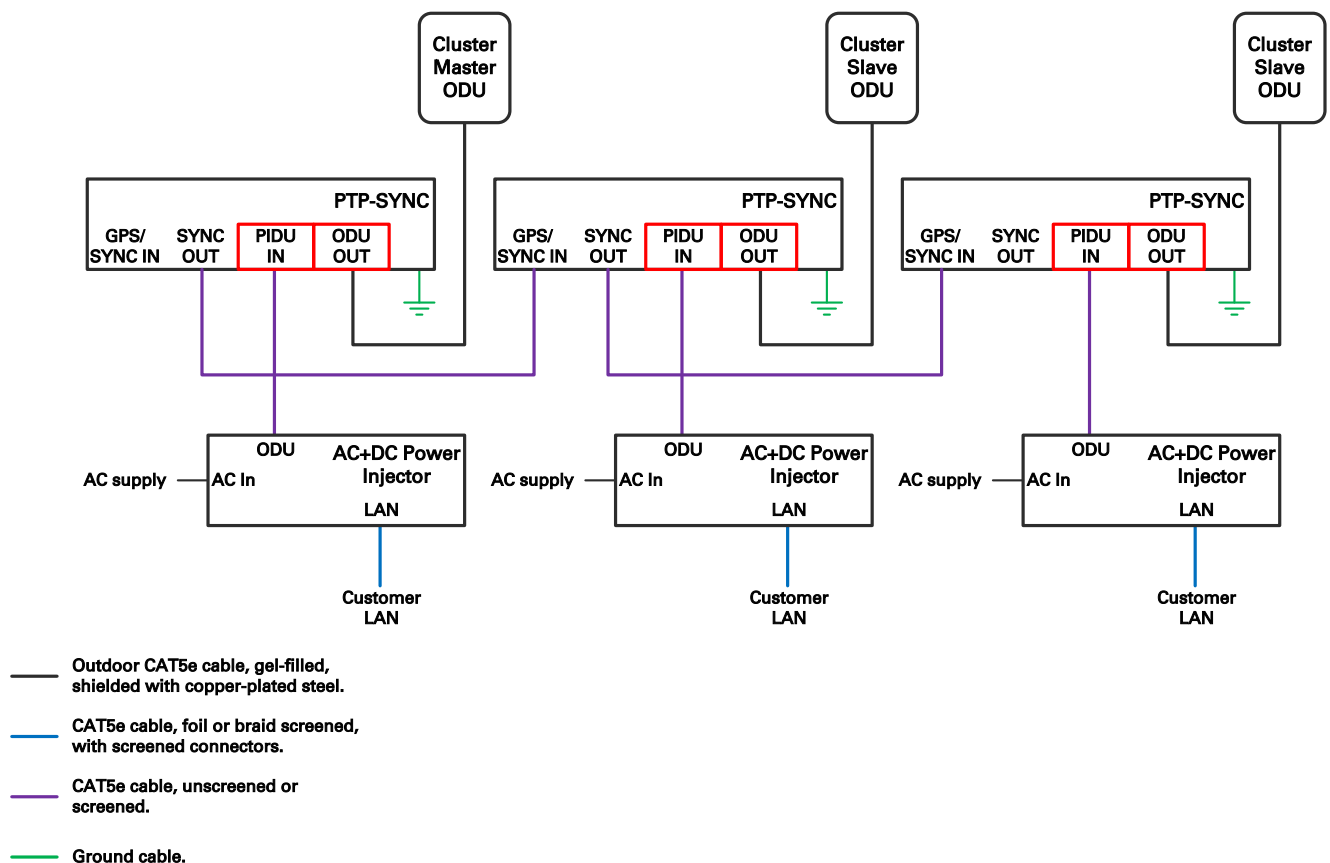 Cluster
Master
ODU
Cluster
Slave
ODU
Cluster
Slave
ODU
PTP-SYNC
GPS/
SYNC IN
SYNC
OUT
PIDU
IN
ODU
OUT
PTP-SYNC
GPS/
SYNC IN
SYNC
OUT
PIDU
IN
ODU
OUT
PTP-SYNC
GPS/
SYNC IN
SYNC
OUT
PIDU
IN
ODU
OUT
AC supply
AC In
ODU
AC+DC Power
Injector
LAN
AC supply
AC In
ODU
AC+DC Power
Injector
LAN
AC supply
AC In
ODU
AC+DC Power
Injector
LAN
Customer
LAN
Customer
LAN
Customer
LAN
Outdoor CAT5e cable, gel-filled,
shielded with copper-plated steel.
CAT5e cable, foil or braid screened,
with screened connectors.
CAT5e cable, unscreened or
screened.
Ground cable.